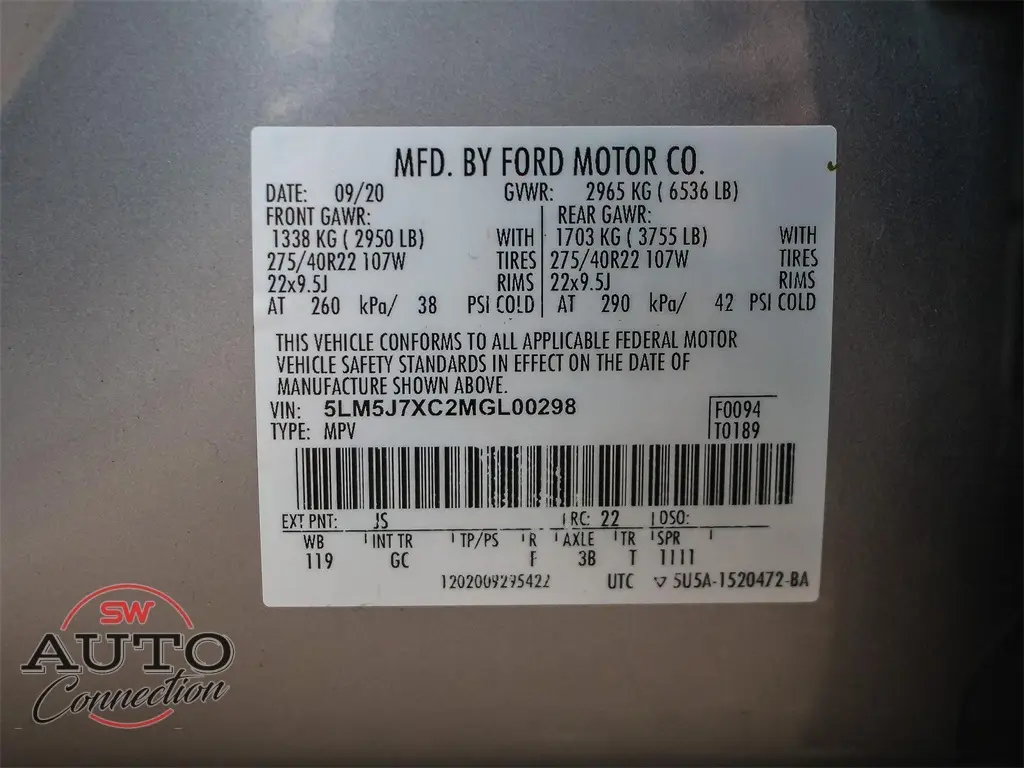 MFD. BY FORD MOTOR CO.
DATE: 09/20 GVWR: 2965 KG ( 6536 LB)
FRONT GAWR: REAR GAWR:
1338 KG ( 2950 LB) WITH 1703 KG ( 3755 LB) WITH
275/40R22 107W TIRES 275/40R22 107W TIRES
22x9.5J RIMS 22x9.5J RIMS
AT 260 kPa/ 38 PSI COLD AT 290 kPa/ 42 PSI COLD
THIS VEHICLE CONFORMS TO ALL APPLICABLE FEDERAL MOTOR
VEHICLE SAFETY STANDARDS IN EFFECT ON THE DATE OF
MANUFACTURE SHOWN ABOVE.
VIN: 5LM5J7XC2MGL00298 F0094
TYPE: MPV T0189
EXT PNT: JS RC: 22 DSO:
WB INT TR TP/PS R AXLE TR SPR
119 GC F 3B T 1111
1202009295422 UTC ▽ 5U5A-1520472-BA
SW
AUTO
Connection